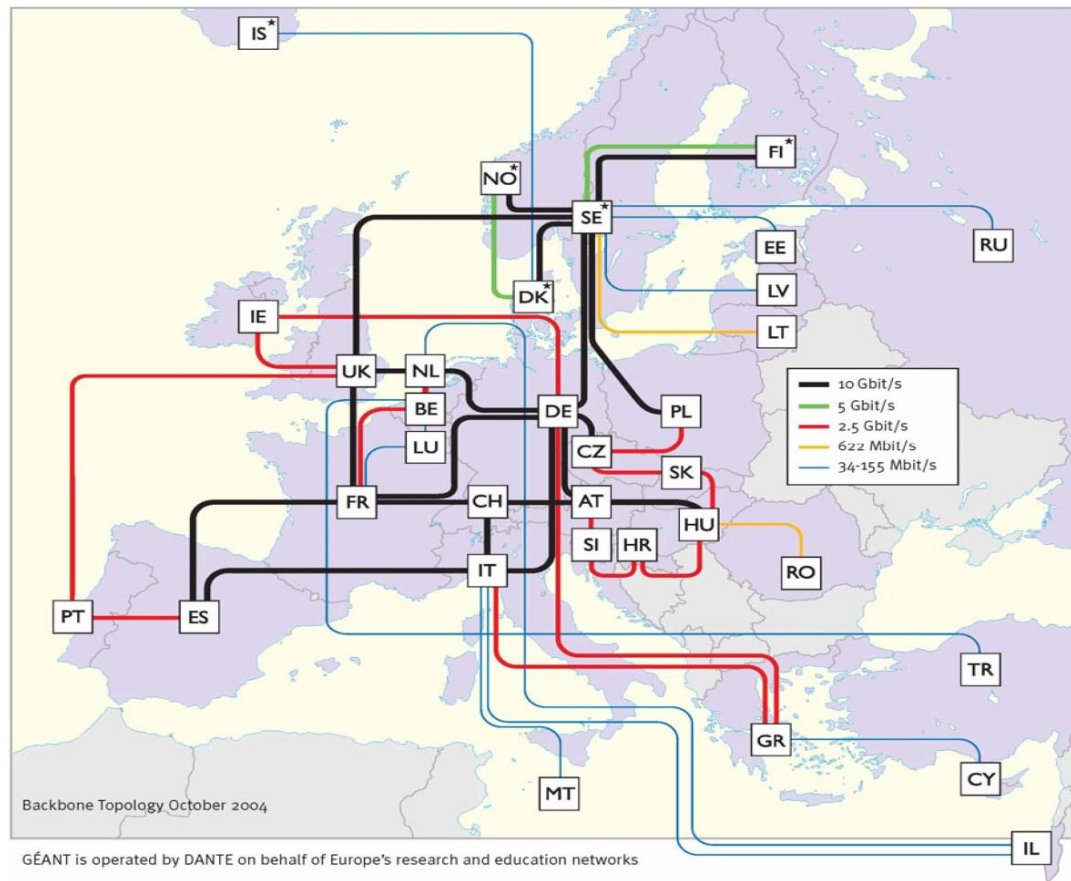 IS*
FI*
NO*
SE*
RU
EE
DK*
LV
IE
LT
UK
NL
10 Gbit/s
5 Gbit/s
2.5 Gbit/s
622 Mbit/s
34-155 Mbit/s
BE
DE
PL
LU
CZ
SK
FR
CH
AT
HU
SI
HR
IT
RO
PT
ES
TR
GR
CY
MT
Backbone Topology October 2004
IL
GÉANT is operated by DANTE on behalf of Europe's research and education networks